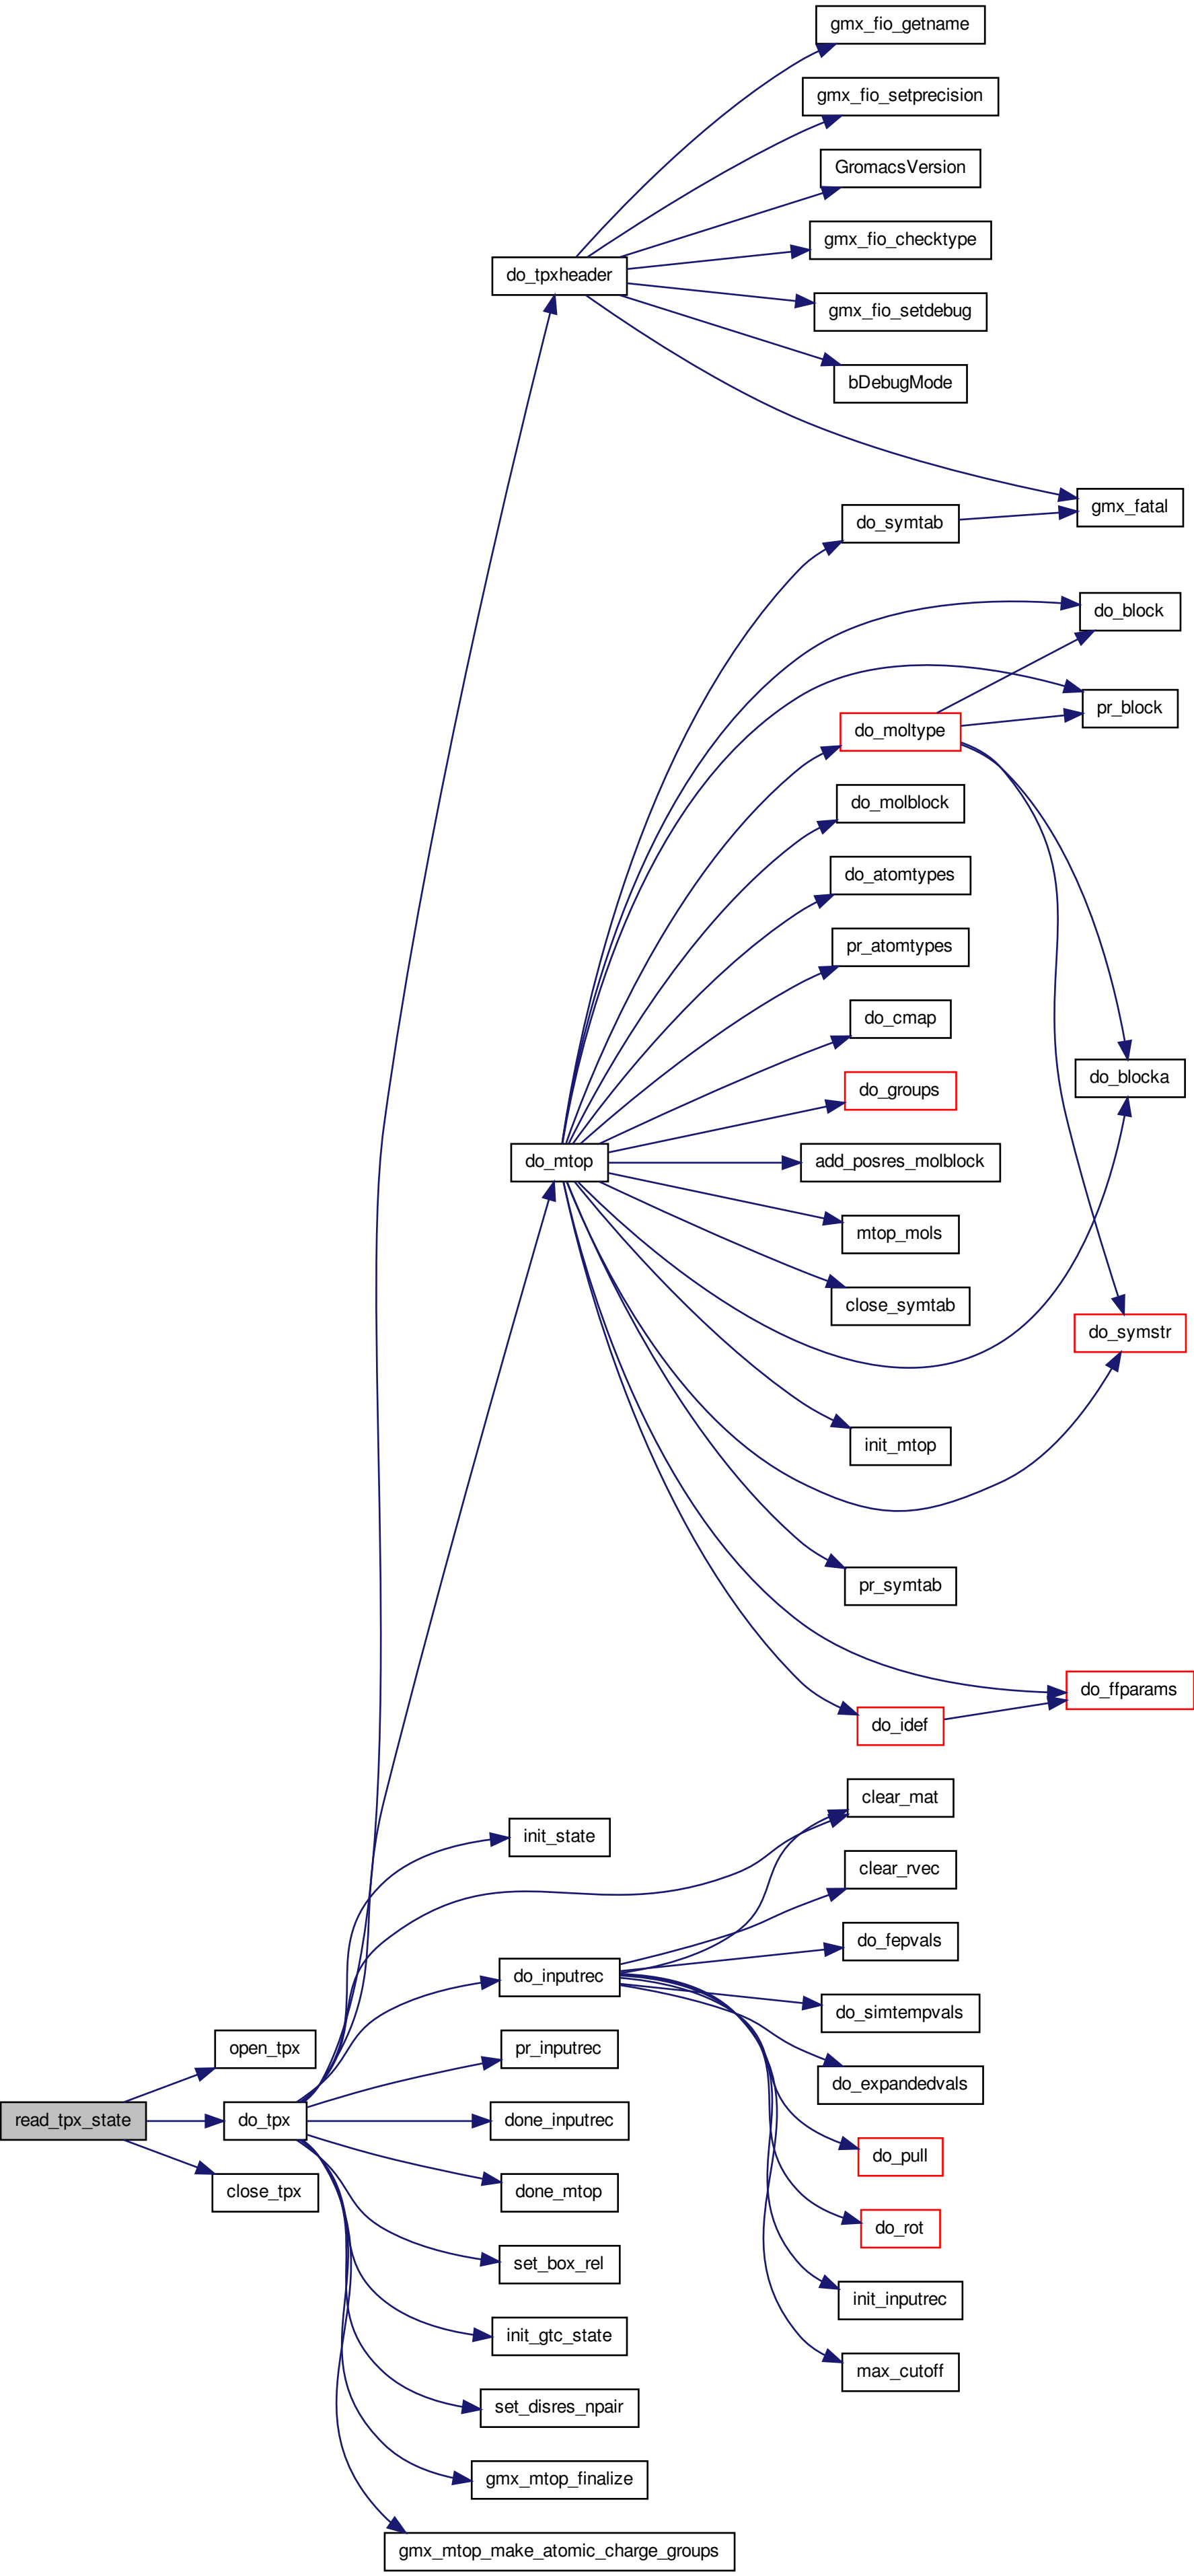 gmx_fio_getname
gmx_fio_setprecision
GromacsVersion
gmx_fio_checktype
do_tpxheader
gmx_fio_setdebug
bDebugMode
gmx_fatal
do_symtab
do_block
pr_block
do_moltype
do_molblock
do_atomtypes
pr_atomtypes
do_cmap
do_blocka
do_groups
do_mtop
add_posres_molblock
mtop_mols
close_symtab
do_symstr
init_mtop
pr_symtab
do_ffparams
do_idef
clear_mat
init_state
clear_rvec
do_fepvals
do_inputrec
do_simtempvals
open_tpx
pr_inputrec
do_expandedvals
read_tpx_state
do_tpx
done_inputrec
do_pull
close_tpx
done_mtop
do_rot
set_box_rel
init_inputrec
init_gtc_state
max_cutoff
set_disres_npair
gmx_mtop_finalize
gmx_mtop_make_atomic_charge_groups